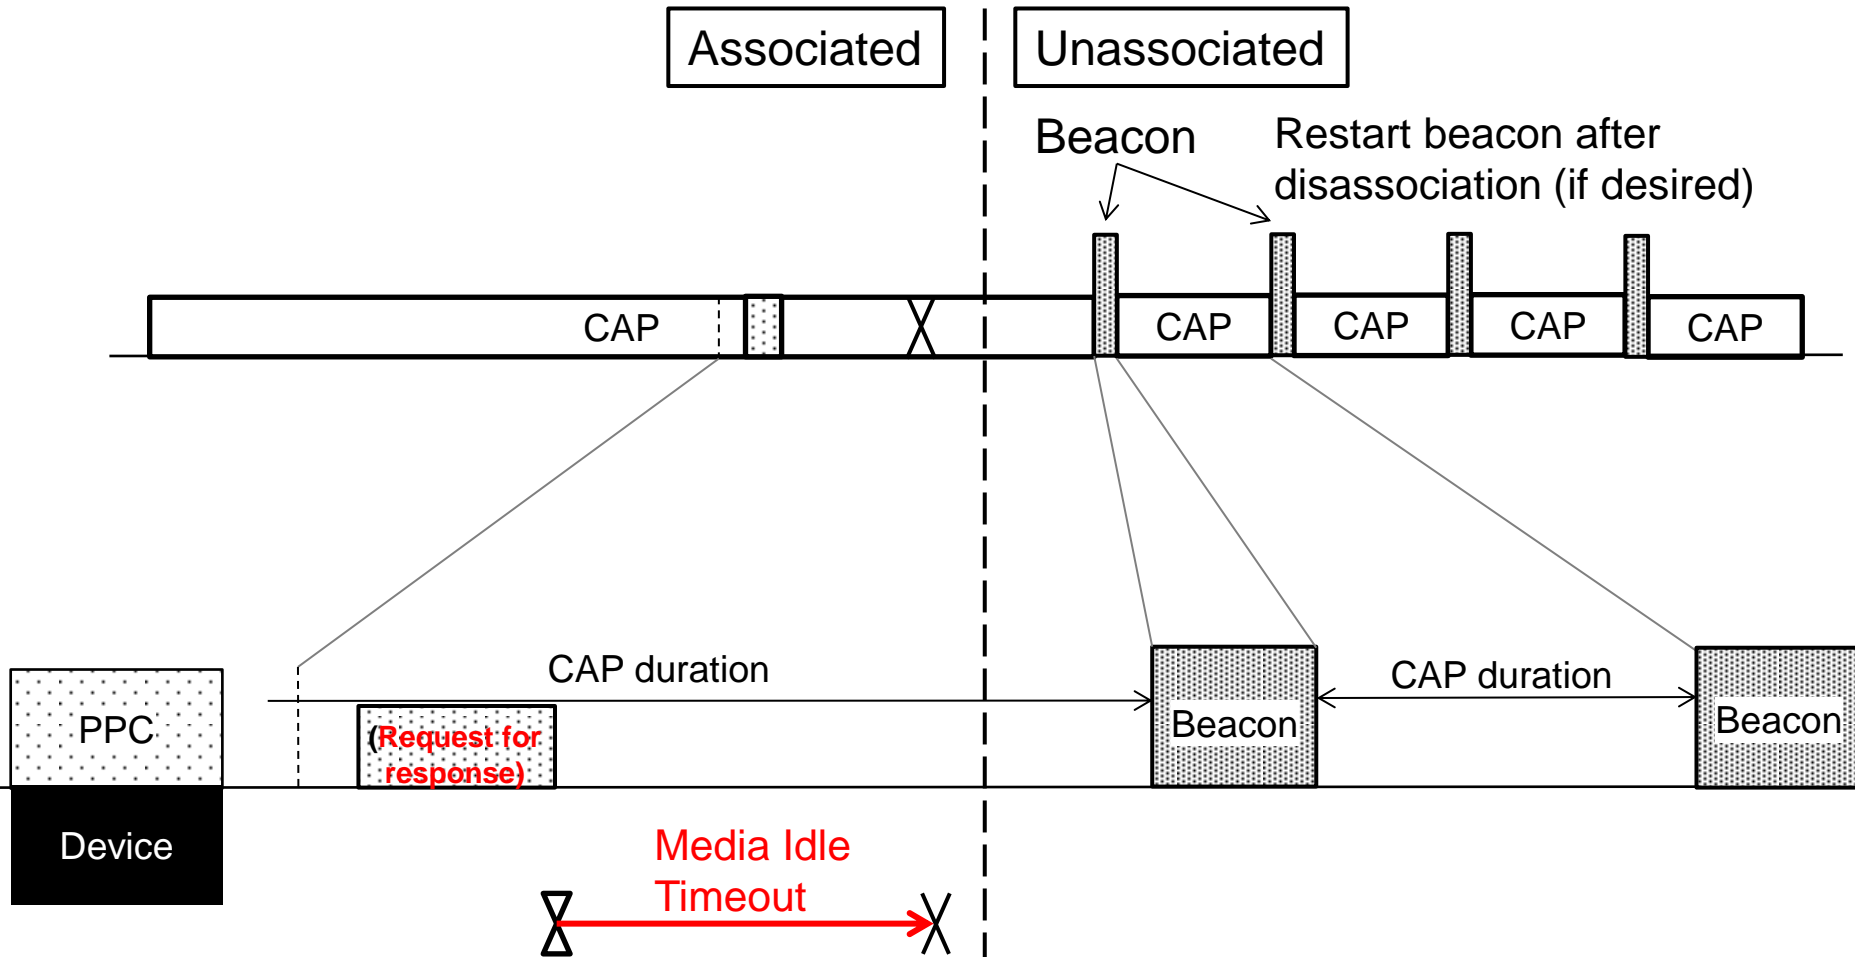 Associated
Unassociated
Beacon
Restart beacon after
disassociation (if desired)
CAP
CAP
CAP
CAP
CAP
CAP duration
CAP duration
PPC
(Request for
response)
Beacon
Beacon
Device
Media Idle
Timeout